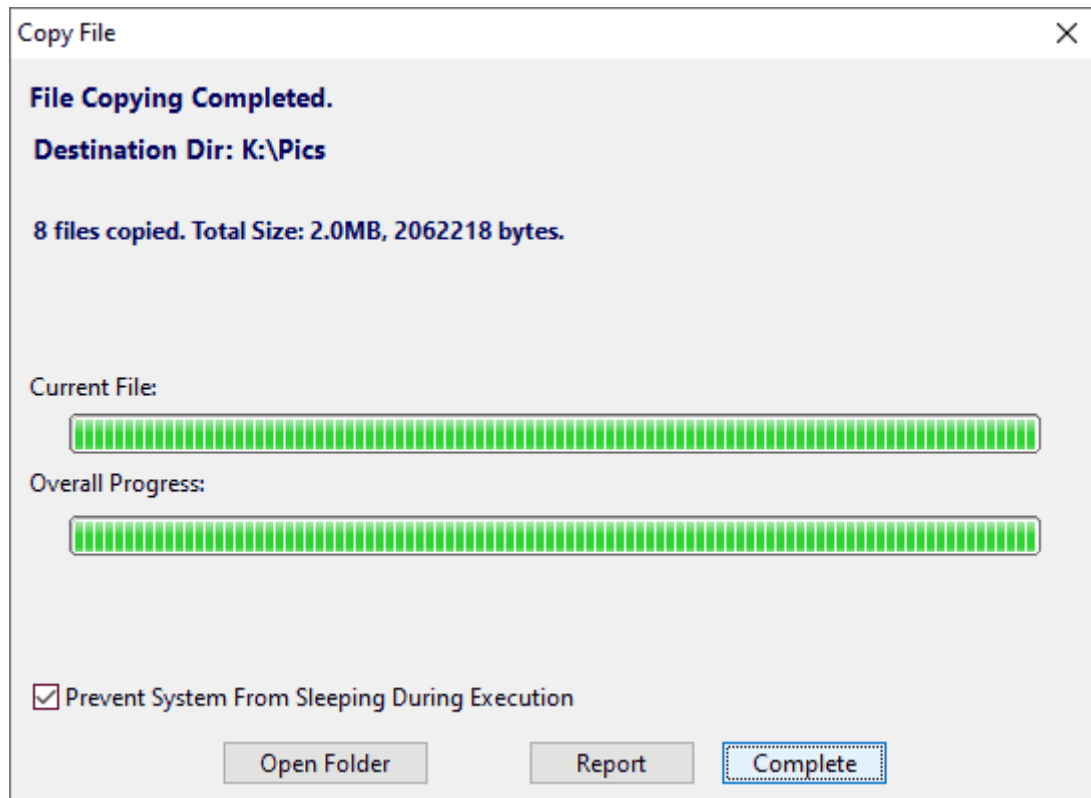 Copy File
File Copying Completed.
Destination Dir: K:\Pics
8 files copied. Total Size: 2.0MB, 2062218 bytes.
Current File:
Overall Progress:
Prevent System From Sleeping During Execution
Open Folder Report Complete